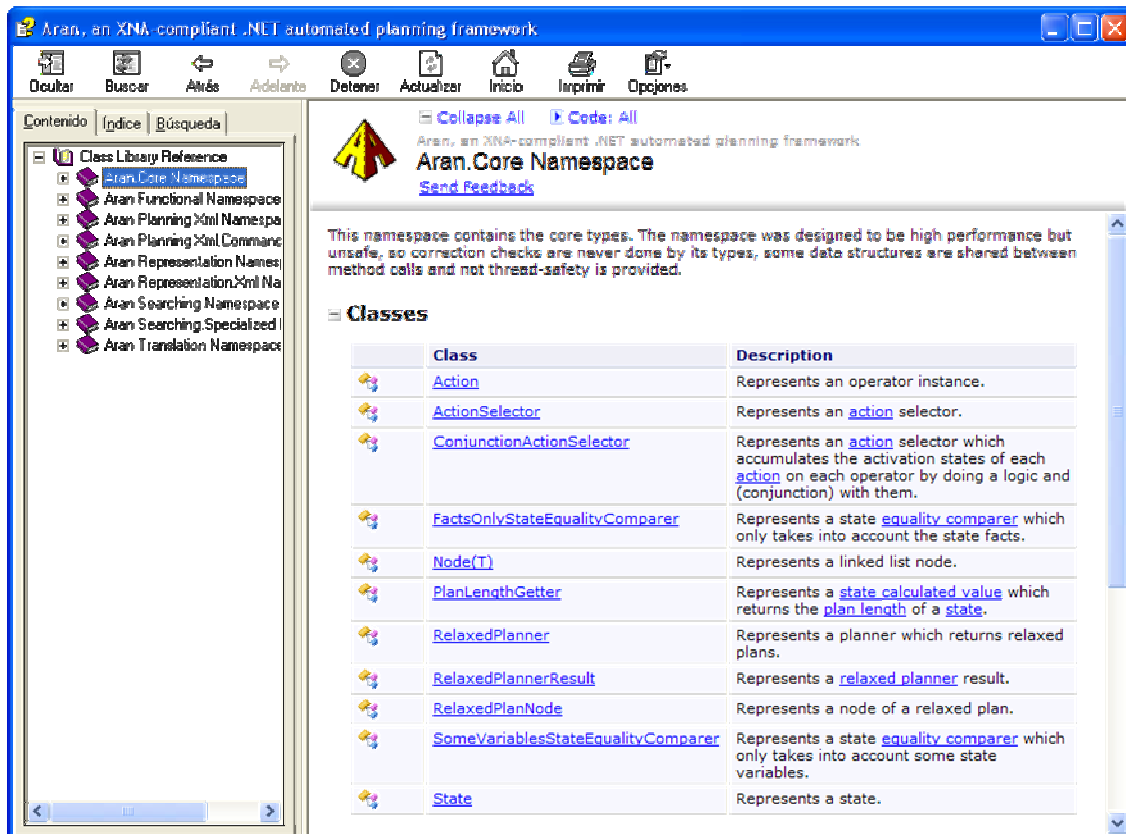 Aran, an XNA-compliant .NET automated planning framework
Ocultar Buscar Atrás Adelante Detener Actualizar Inicio Imprimir Opciones
Contenido Índice Búsqueda
Class Library Reference
Aran.Core Namespace
Aran.Functional Namespace
Aran.Planning.Xml Namespa
Aran.Planning.Xml.Commanc
Aran.Representation Names
Aran.Representation.Xml Na
Aran.Searching Namespace
Aran.Searching.Specialized
Aran.Translation Namespace
Collapse All Code: All
Aran, an XNA-compliant .NET automated planning framework
Aran.Core Namespace
Send Feedback
This namespace contains the core types. The namespace was designed to be high performance but
unsafe, so correction checks are never done by its types, some data structures are shared between
method calls and not thread-safety is provided.
Classes
Class Description
Action Represents an operator instance.
ActionSelector Represents an action selector.
ConjunctionActionSelector Represents an action selector which
accumulates the activation states of each
action on each operator by doing a logic and
(conjunction) with them.
FactsOnlyStateEqualityComparer Represents a state equality comparer which
only takes into account the state facts.
Node(T) Represents a linked list node.
PlanLengthGetter Represents a state calculated value which
returns the plan length of a state.
RelaxedPlanner Represents a planner which returns relaxed
plans.
RelaxedPlannerResult Represents a relaxed planner result.
RelaxedPlanNode Represents a node of a relaxed plan.
SomeVariablesStateEqualityComparer Represents a state equality comparer which
only takes into account some state
variables.
State Represents a state.